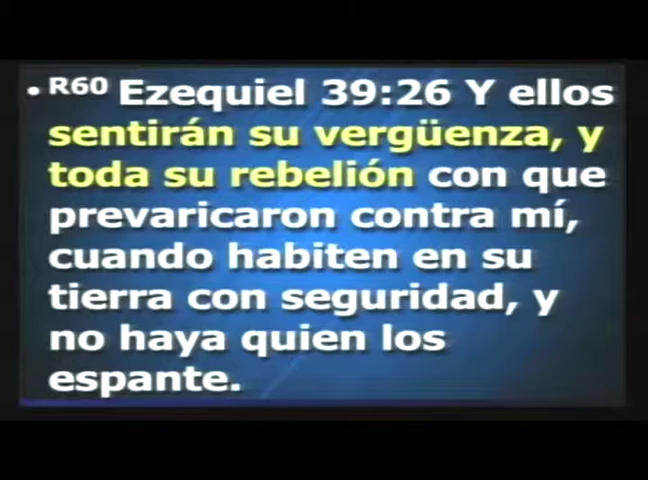 • R60 Ezequiel 39:26 Y ellos
sentirán su vergüenza, y
toda su rebelión con que
prevaricaron contra mí,
cuando habiten en su
tierra con seguridad, y
no haya quien los
espante.